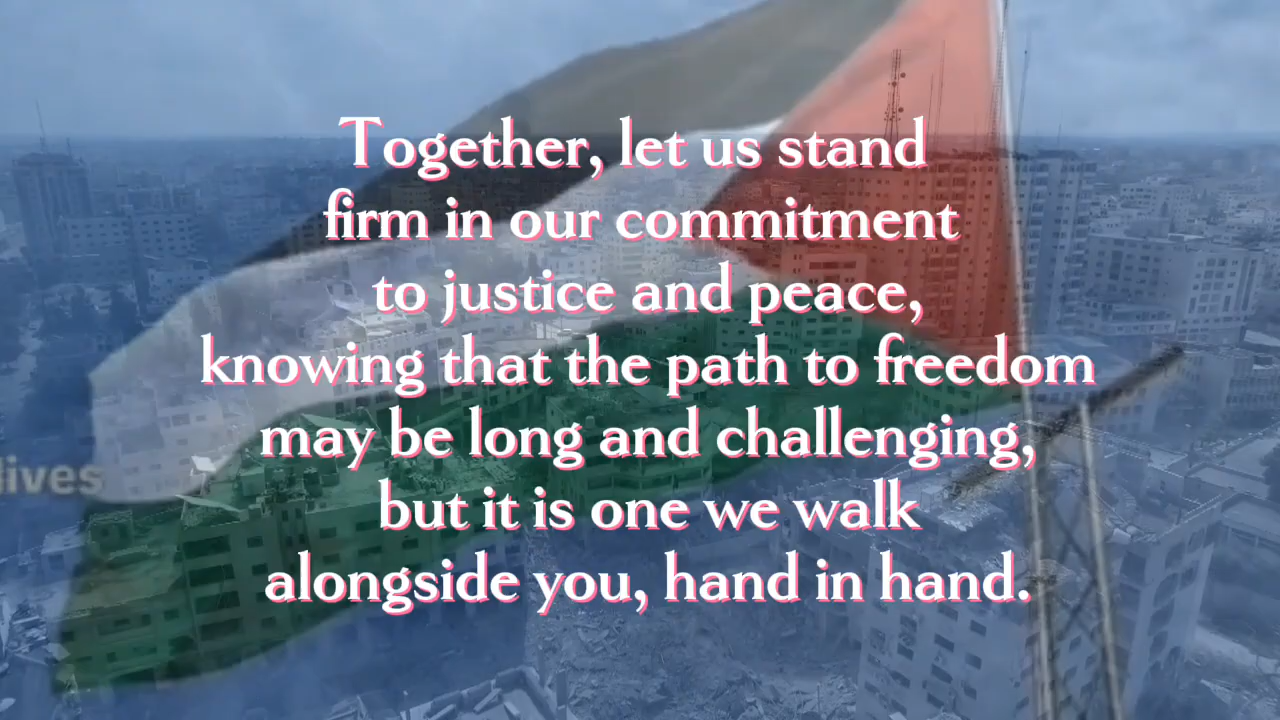 Together, let us stand
firm in our commitment
to justice and peace,
knowing that the path to freedom
may be long and challenging,
lives
but it is one we walk
alongside you, hand in hand.